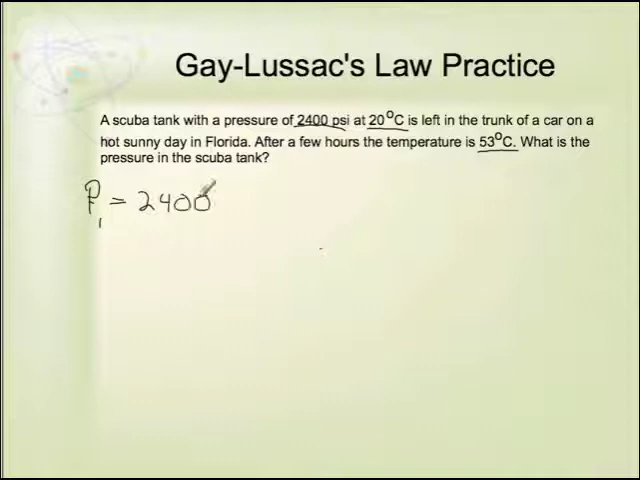 Gay-Lussac's Law Practice
A scuba tank with a pressure of 2400 psi at 20°C is left in the trunk of a car on a
hot sunny day in Florida. After a few hours the temperature is 53°C. What is the
pressure in the scuba tank?
P₁ = 2400